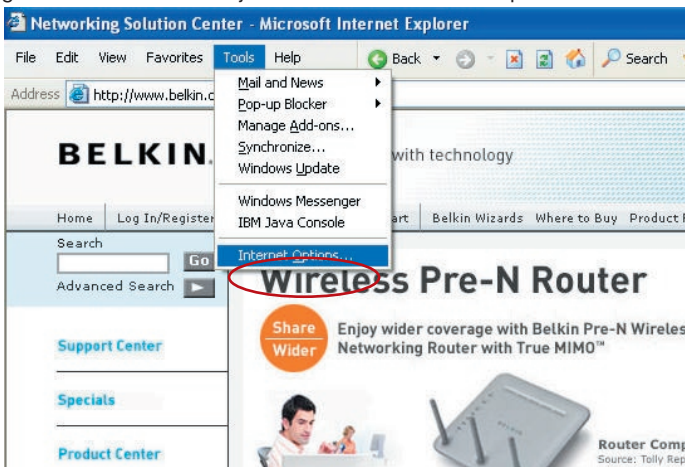 Networking Solution Center - Microsoft Internet Explorer
File Edit View Favorites Tools Help Back Search
Address http://www.belkin.c
Mail and News
Pop-up Blocker
Manage Add-ons...
Synchronize...
Windows Update
Windows Messenger
IBM Java Console
Internet Options...
BELKIN. with technology
Home Log In/Register art Belkin Wizards Where to Buy Product
Search
Go
Advanced Search
Support Center
Specials
Product Center
Wireless Pre-N Router
Share
Wider
Enjoy wider coverage with Belkin Pre-N Wireles
Networking Router with True MIMO™
BELKIN
Router Comp
Source: Tolly Rep